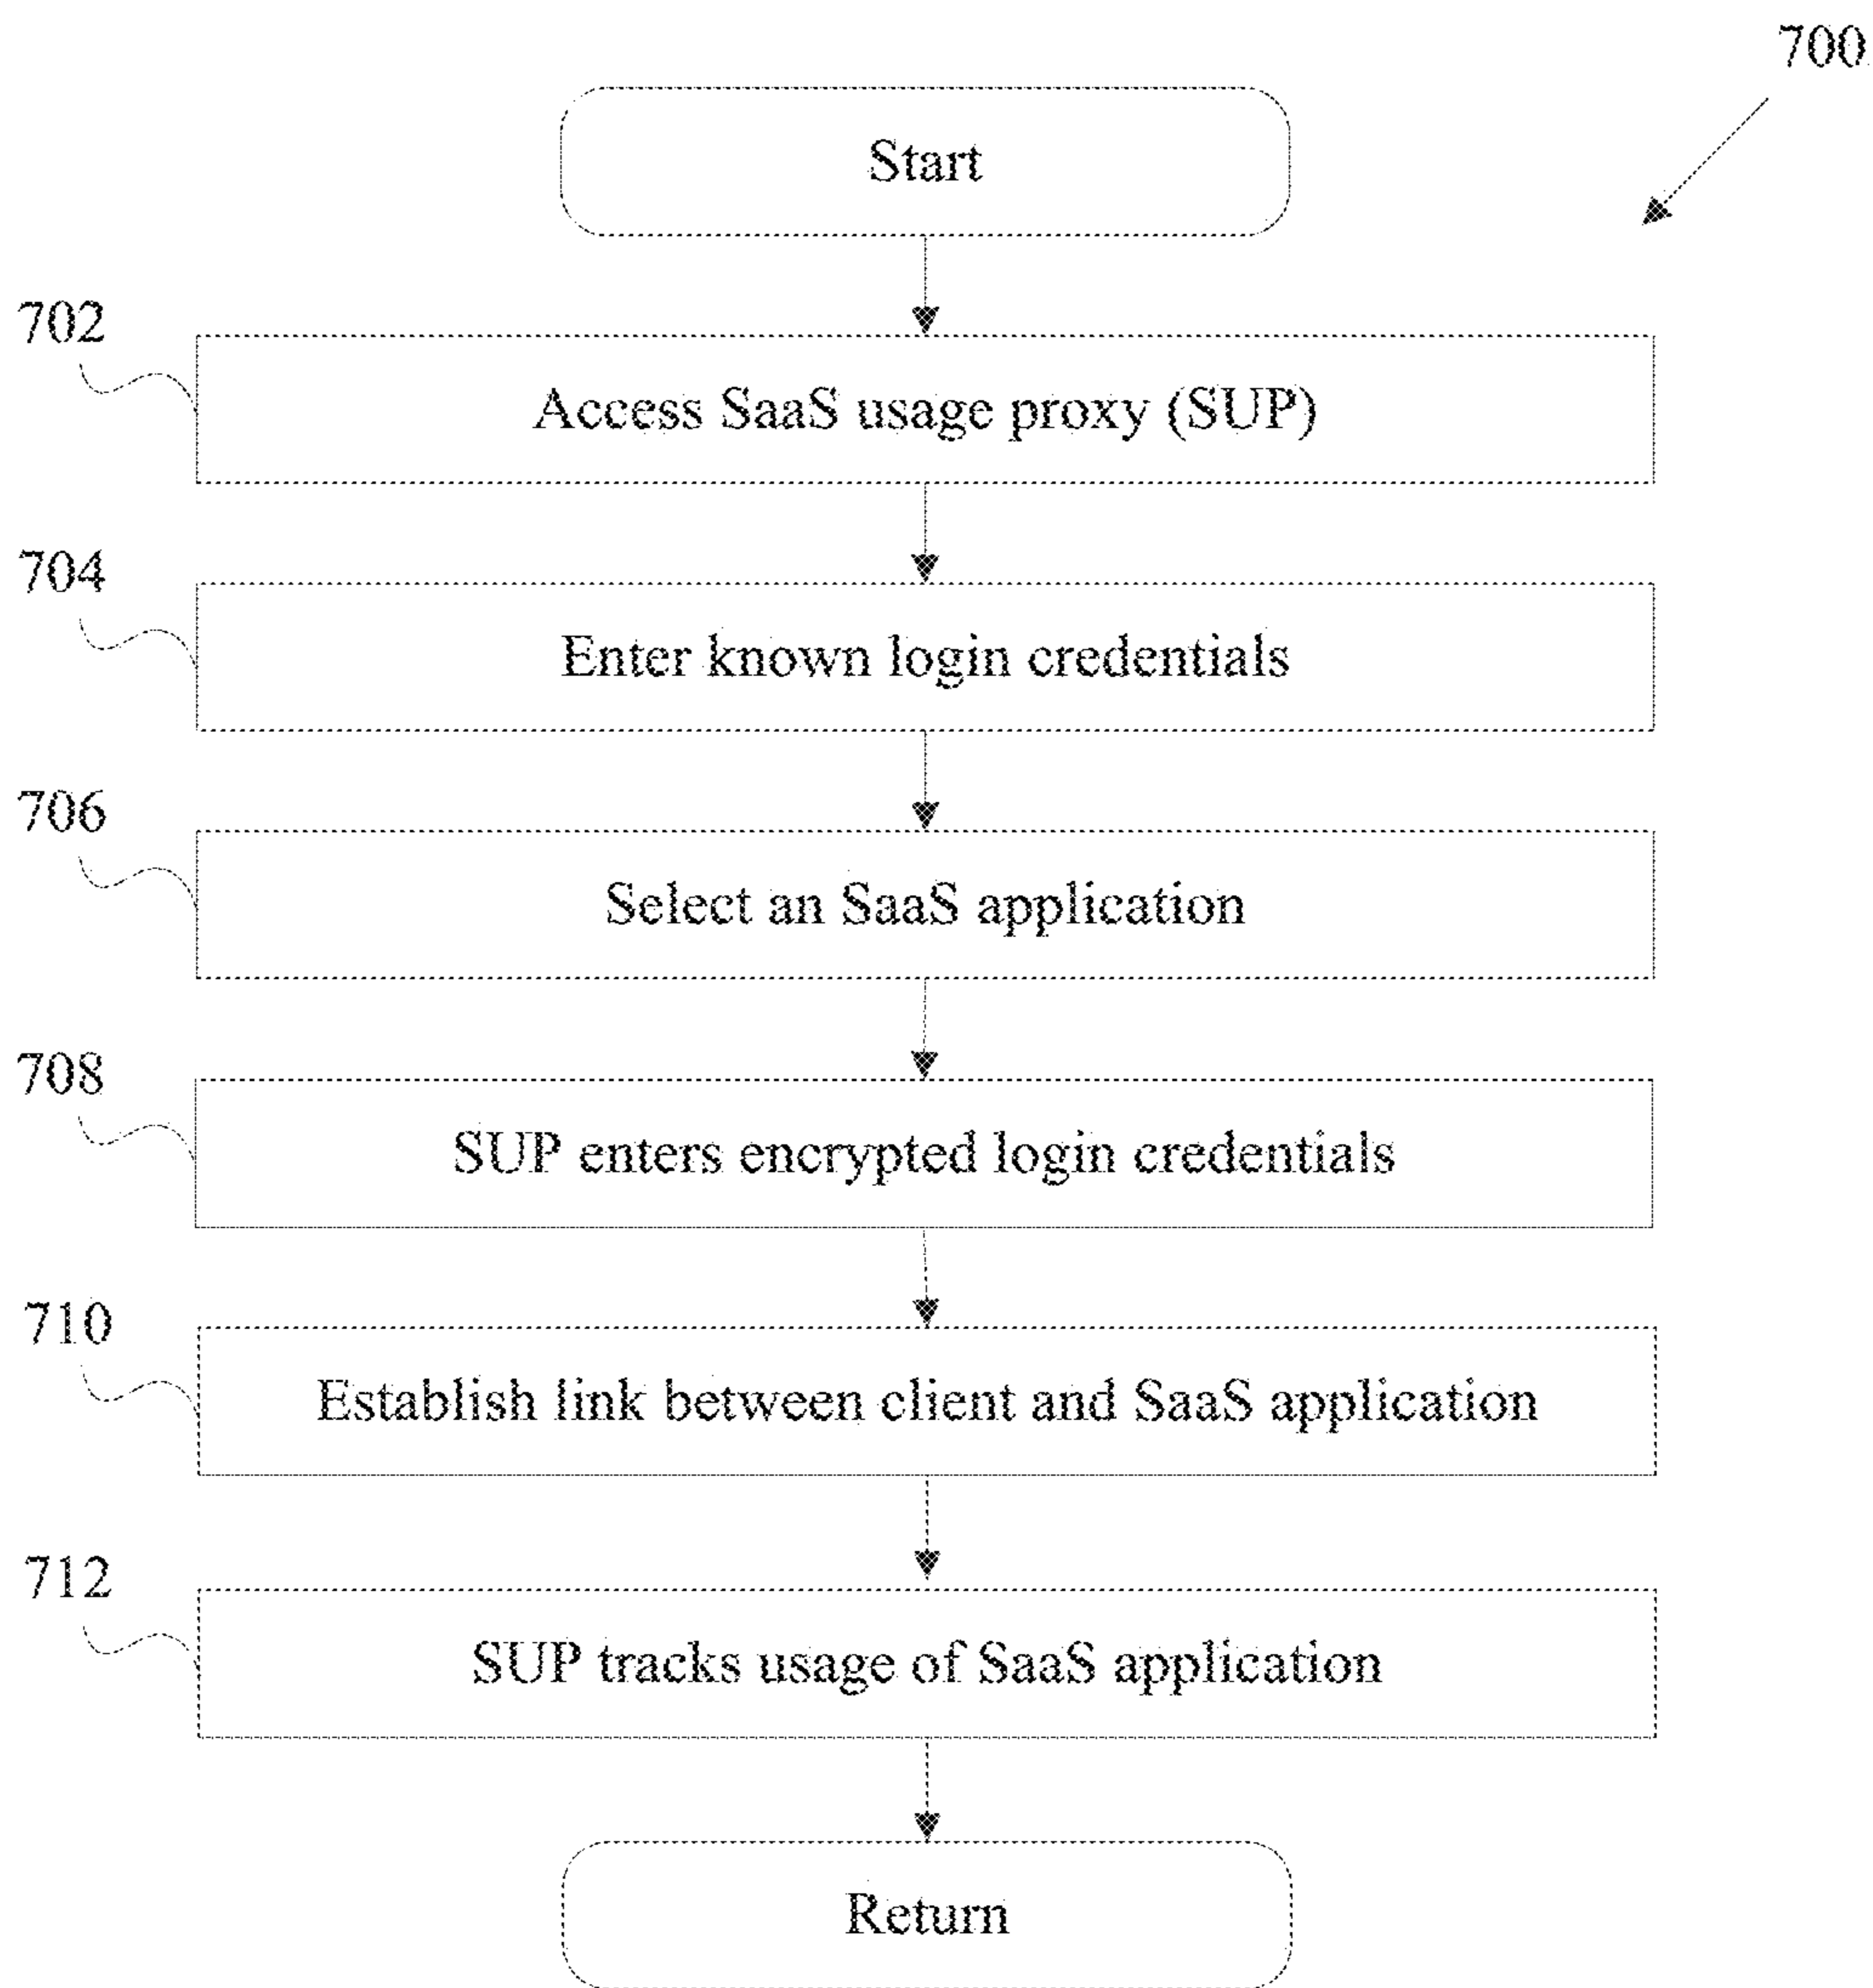 700
Start
702
Access SaaS usage proxy (SUP)
704
Enter known login credentials
706
Select an SaaS application
708
SUP enters encrypted login credentials
710
Establish link between client and SaaS application
712
SUP tracks usage of SaaS application
Return